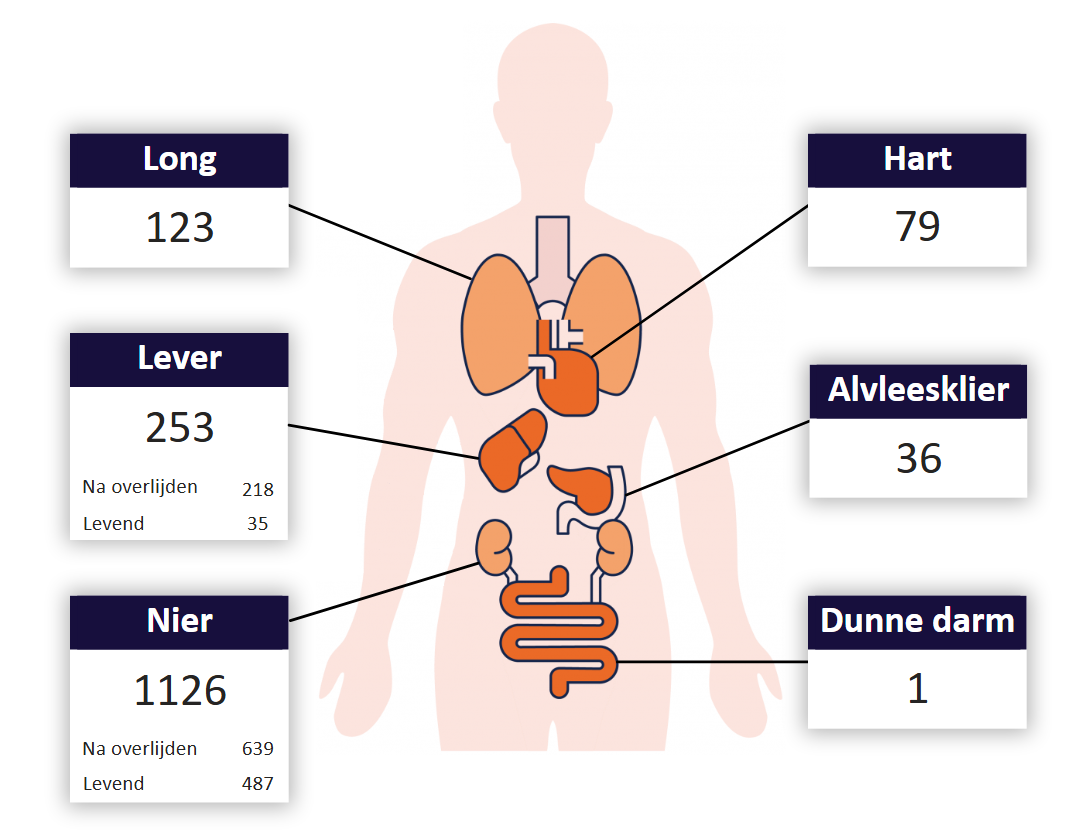 Long
123
Lever
253
Na overlijden 218
Levend 35
Nier
1126
Na overlijden 639
Levend 487
Hart
79
Alvleesklier
36
Dunne darm
1